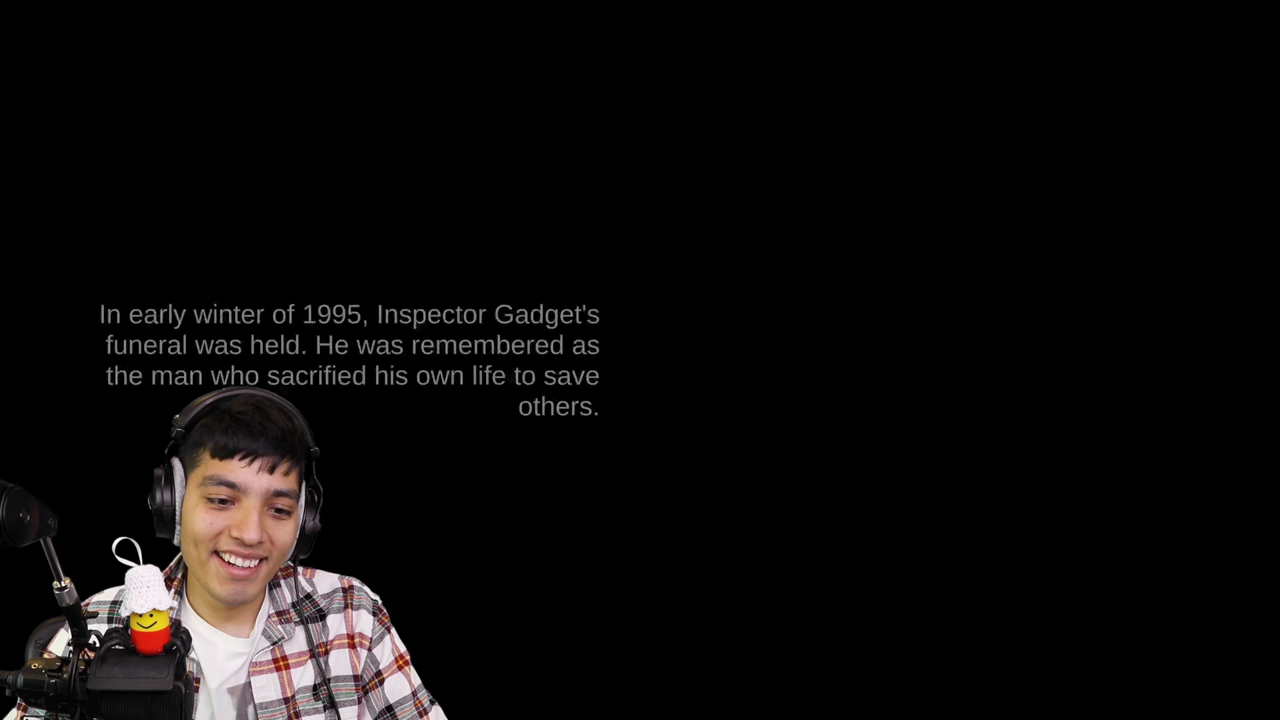 In early winter of 1995, Inspector Gadget's
funeral was held. He was remembered as
the man who sacrified his own life to save
others.